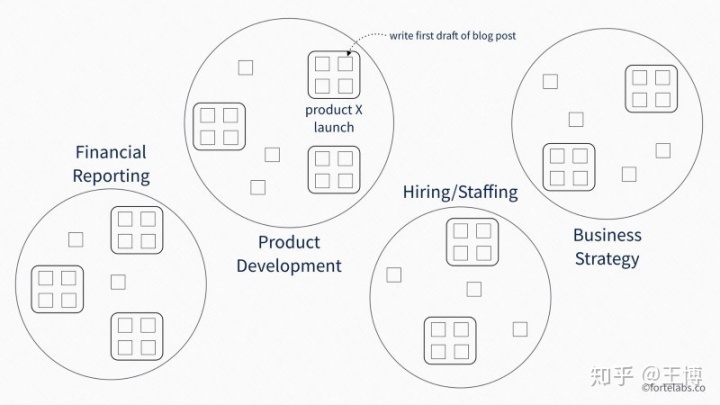 write first draft of blog post
product X
launch
Financial
Reporting
Hiring/Staffing
Product
Development
Business
Strategy
知乎 @王博
©fortelabs.co